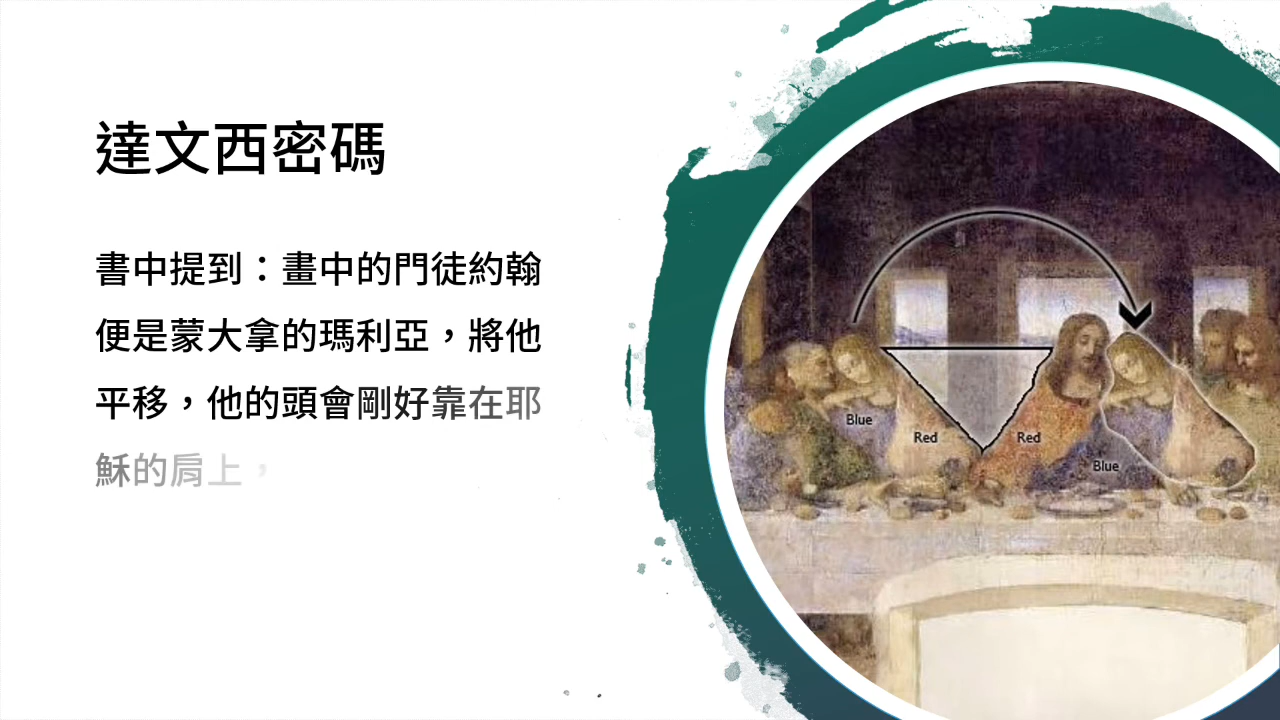 達文西密碼
書中提到：畫中的門徒約翰
便是蒙大拿的瑪利亞，將他
平移，他的頭會剛好靠在耶
穌的肩上，
Blue
Red
Red
Blue